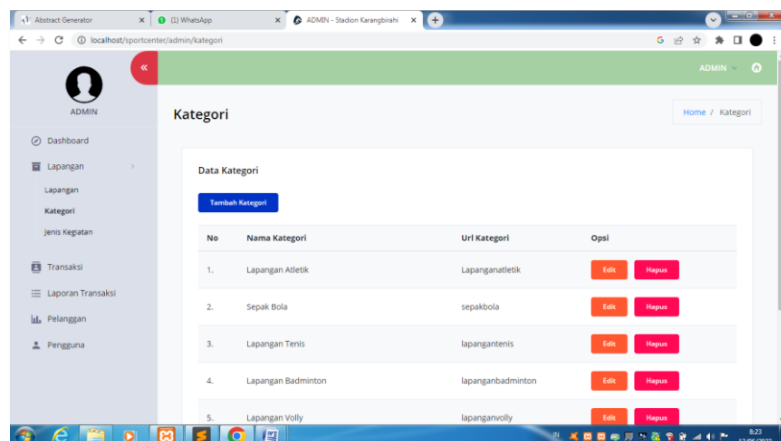 Abstract Generator
(1) WhatsApp
ADMIN - Stadion Karangbirahi
localhost/sportcenter/admin/kategori
ADMIN
ADMIN
Kategori
Home / Kategori
Dashboard
Lapangan
Lapangan
Kategori
Jenis Kegiatan
Transaksi
Laporan Transaksi
Pelanggan
Pengguna
Data Kategori
Tambah Kategori
No Nama Kategori Url Kategori Opsi
1. Lapangan Atletik Lapanganatletik Edit Hapus
2. Sepak Bola sepakbola Edit Hapus
3. Lapangan Tenis lapangantenis Edit Hapus
4. Lapangan Badminton lapanganbadminton Edit Hapus
5. Lapangan Volly lapanganvolly Edit Hapus
8:23